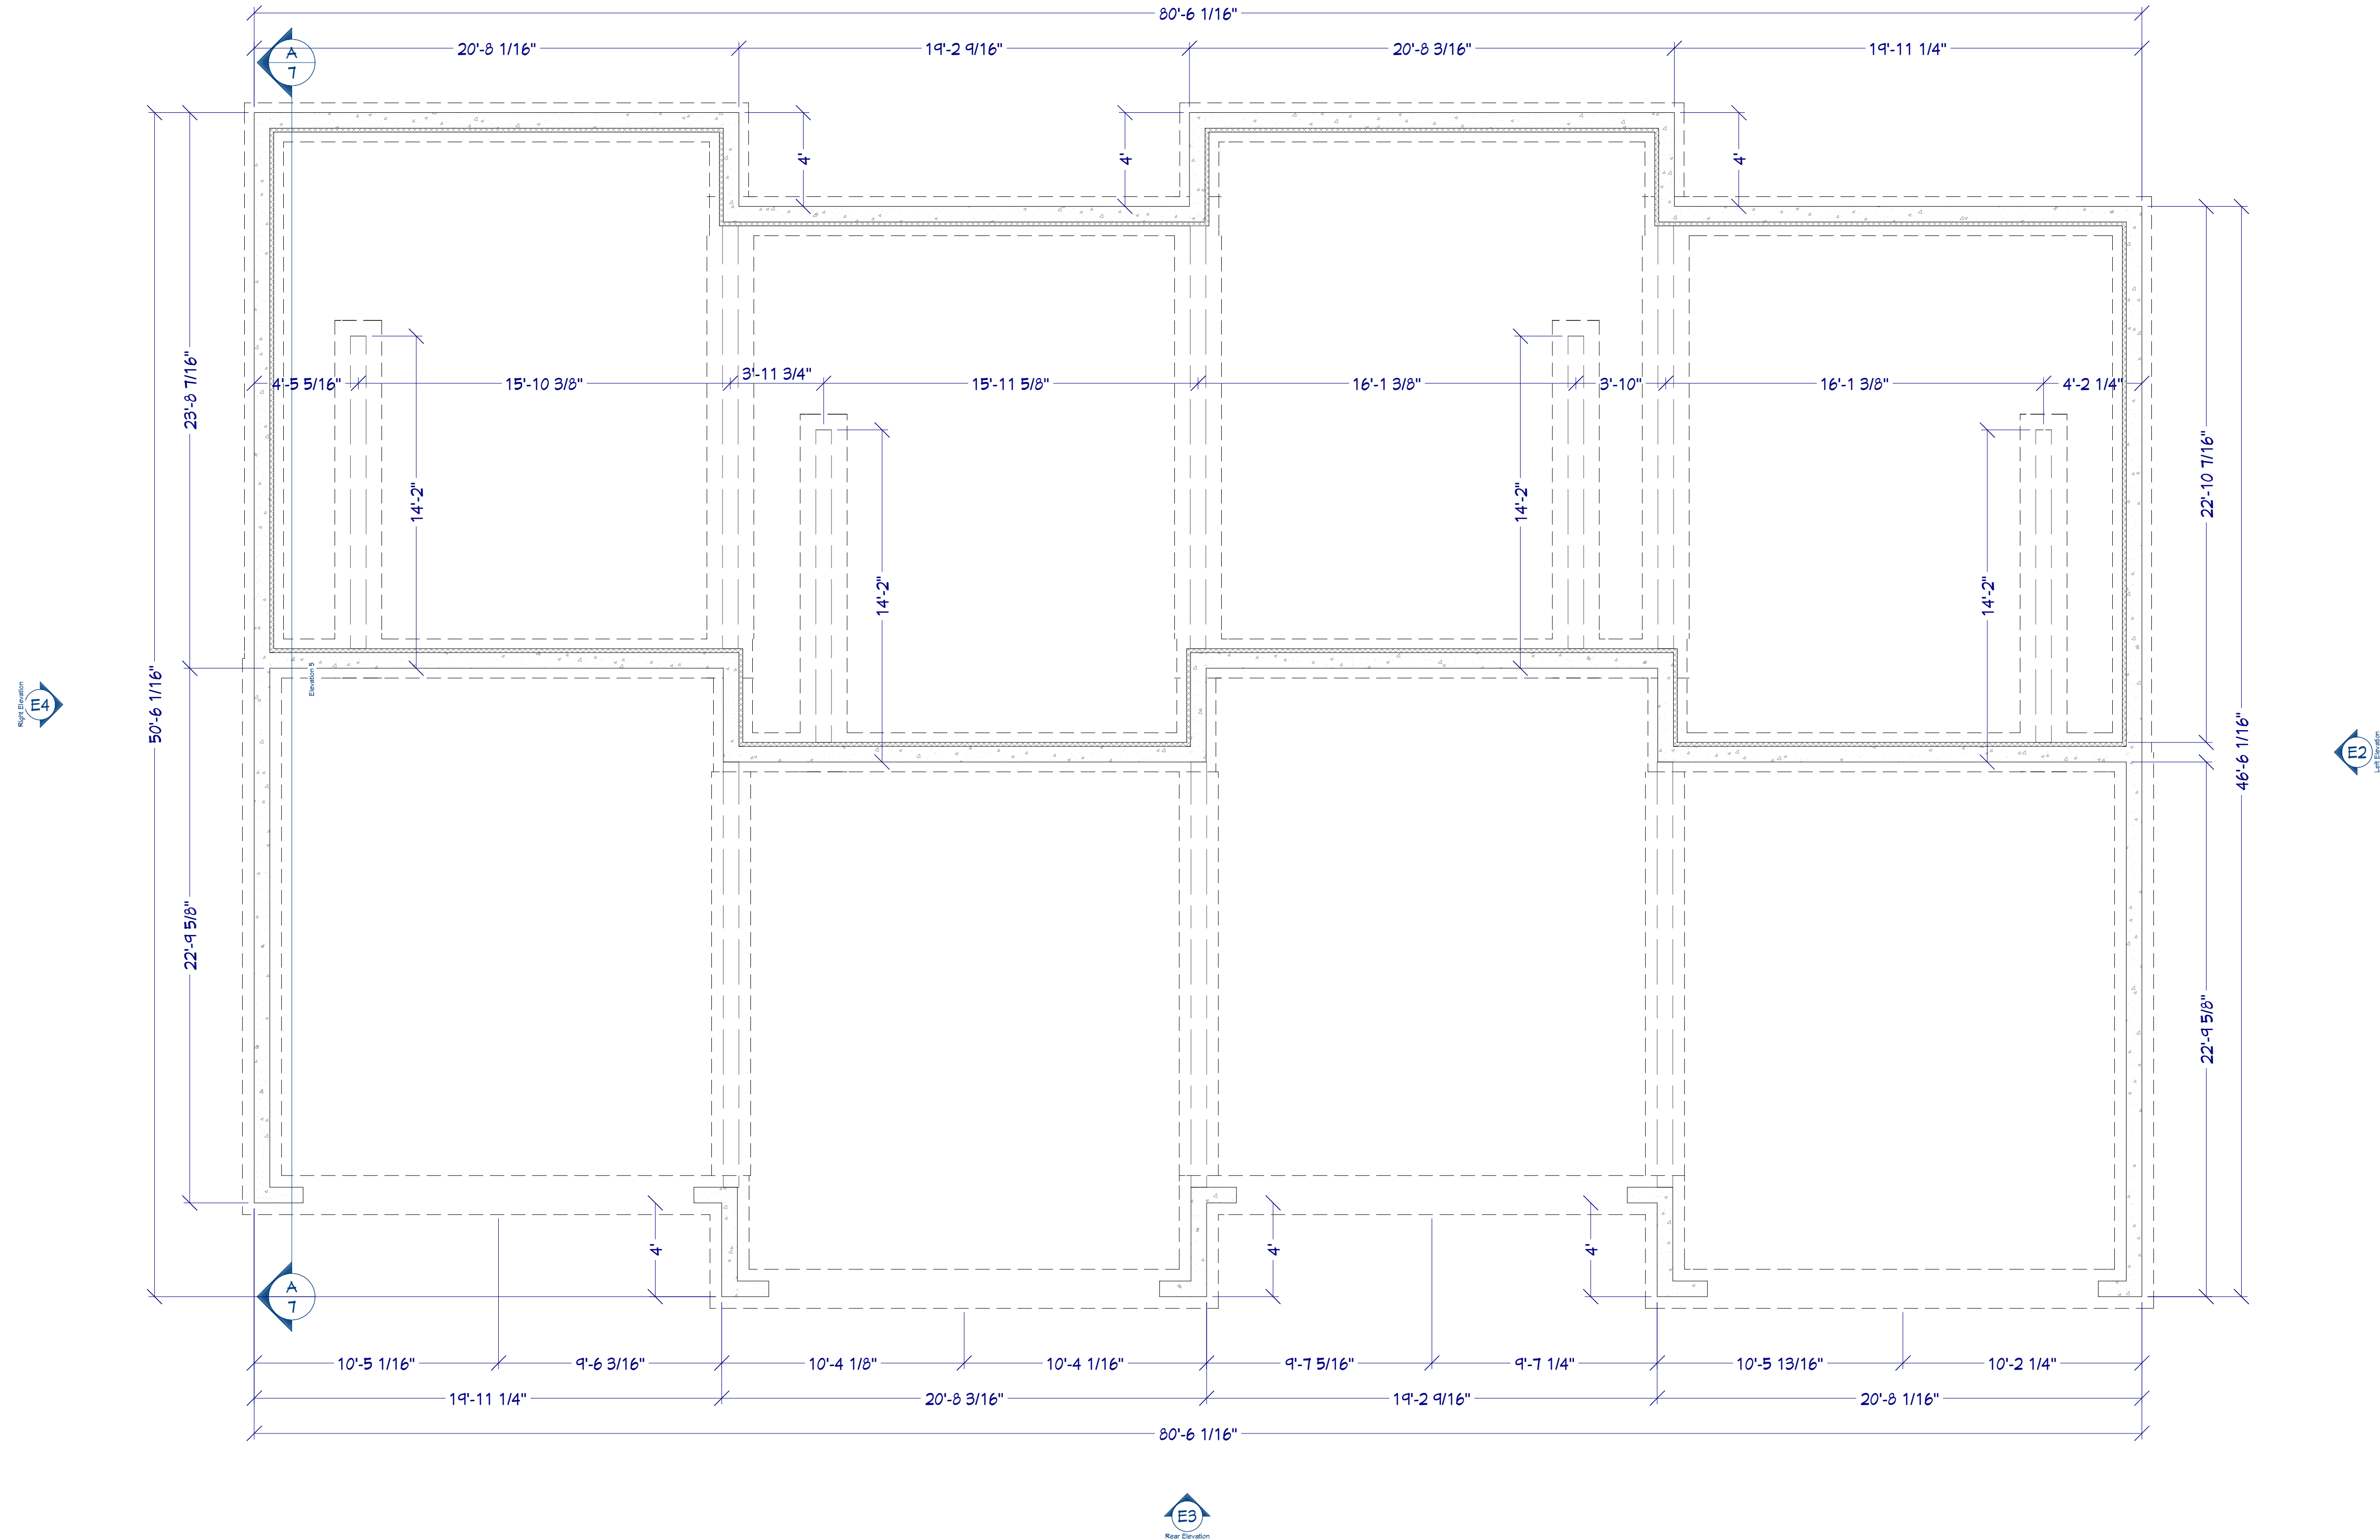 80'-6 1/16"
20'-8 1/16" 19'-2 9/16" 20'-8 3/16" 19'-11 1/4"
A
7
4' 4' 4'
4'-5 5/16" 15'-10 3/8" 3'-11 3/4" 15'-11 5/8" 16'-1 3/8" 3'-10" 16'-1 3/8" 4'-2 1/4"
23'-8 7/16"
22'-10 7/16"
14'-2" 14'-2"
14'-2" 14'-2"
Elevation 5
50'-6 1/16"
46'-6 1/16"
Right Elevation
E4
E2
Left Elevation
22'-9 5/8"
22'-9 5/8"
4' 4' 4'
A
7
10'-5 1/16" 9'-6 3/16" 10'-4 1/8" 10'-4 1/16" 9'-7 5/16" 9'-7 1/4" 10'-5 13/16" 10'-2 1/4"
19'-11 1/4" 20'-8 3/16" 19'-2 9/16" 20'-8 1/16"
80'-6 1/16"
E3
Rear Elevation